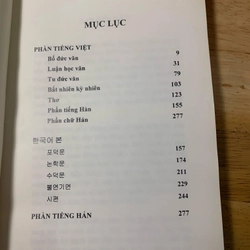 MỤC LỤC
PHẦN TIẾNG VIỆT
Bố đức văn 9
Luận học văn 31
Tu đức văn 79
Bất nhiên kỳ nhiên 103
Thơ 123
Phần tiếng Hán 155
Phần chữ Hán 277
한국어 본
포덕문 157
논학문 174
수덕문 211
불연기연 229
시편 244
PHẦN TIẾNG HÁN 277